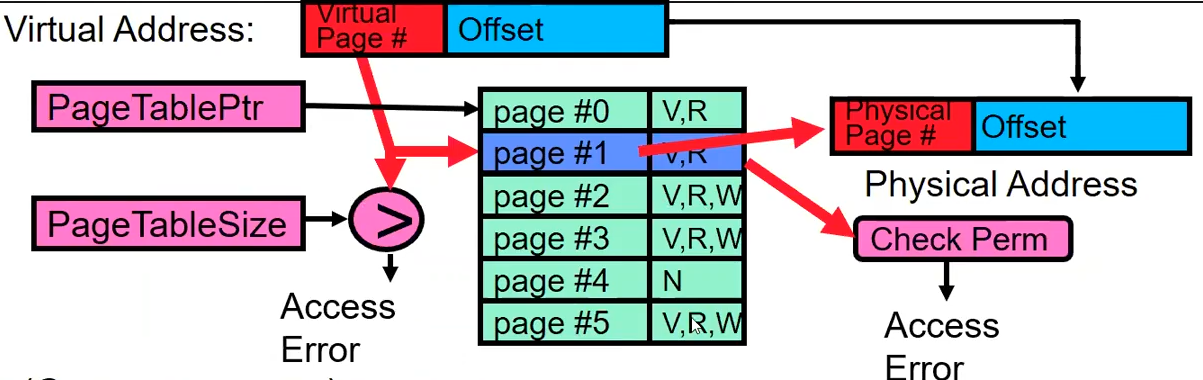 Virtual Address:
Virtual
Page #
Offset
PageTablePtr
page #0 V,R
page #1 V,R
page #2 V,R,W
page #3 V,R,W
page #4 N
page #5 V,R,W
Physical
Page #
Offset
Physical Address
PageTableSize
>
Access
Error
Check Perm
Access
Error